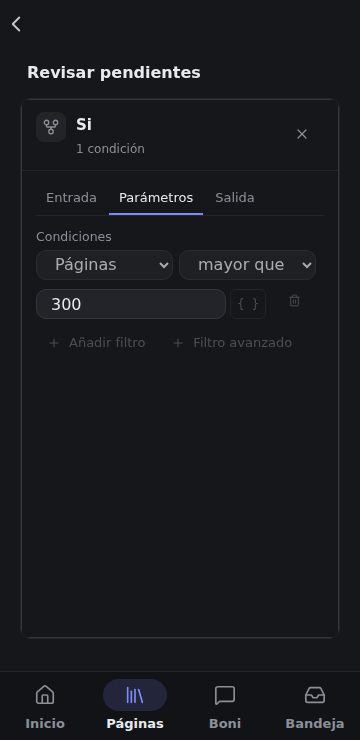 Revisar pendientes
Si
1 condición
Entrada Parámetros Salida
Condiciones
Páginas mayor que
300 { }
+ Añadir filtro + Filtro avanzado
Inicio Páginas Boni Bandeja